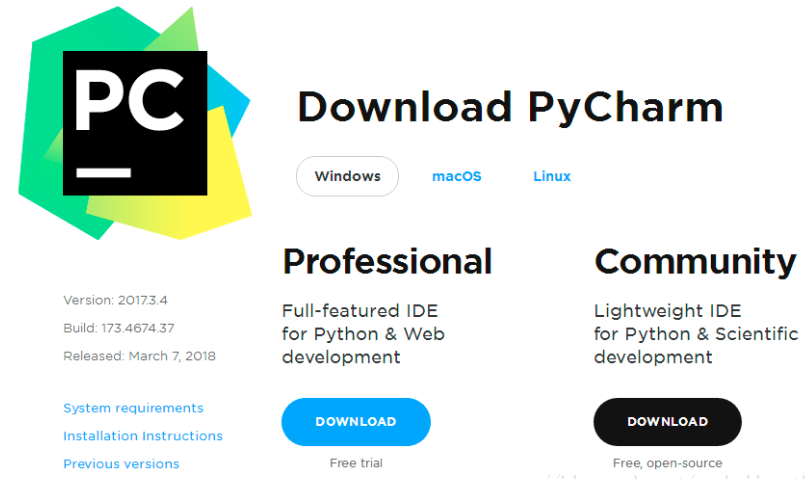 PC
Download PyCharm
Windows
macOS
Linux
Version: 2017.3.4
Build: 173.4674.37
Released: March 7, 2018
System requirements
Installation Instructions
Previous versions
Professional
Full-featured IDE
for Python & Web
development
DOWNLOAD
Free trial
Community
Lightweight IDE
for Python & Scientific
development
DOWNLOAD
Free, open-source